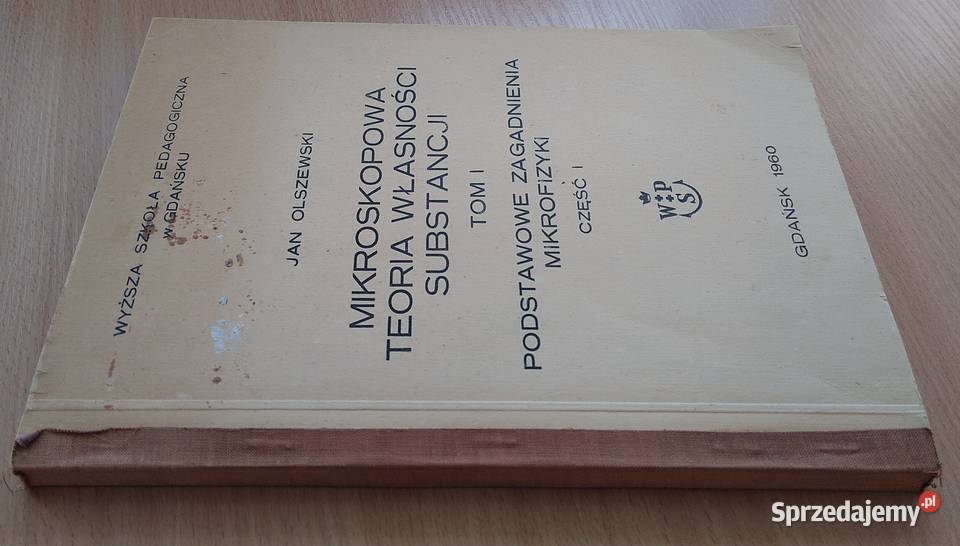 WYŻSZA SZKOŁA PEDAGOGICZNA
W GDAŃSKU
JAN OLSZEWSKI
MIKROSKOPOWA
TEORIA WŁASNOŚCI
SUBSTANCJI
TOM I
PODSTAWOWE ZAGADNIENIA
MiKROFiZYKi
CZĘŚĆ I
WSP
GDAŃSK 1960
Sprzedajemy.pl